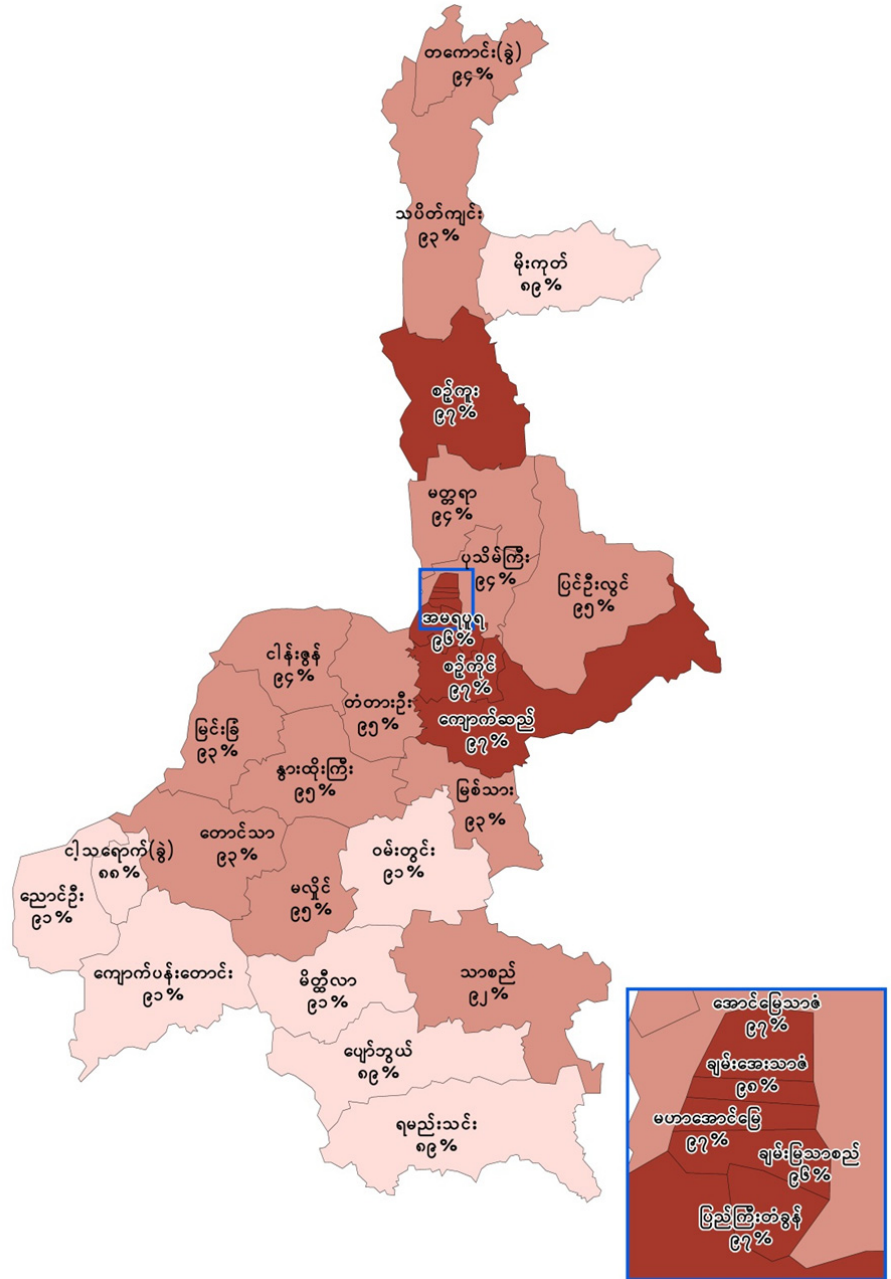 တကောင်း(ခွဲ)
၉၄%
သပိတ်ကျင်း
၉၃%
မိုးကုတ်
၈၉%
စဥ့်ကူး
၉၇%
မတ္တရာ
၉၄%
ပုသိမ်ကြီး
၉၄%
ပြင်ဦးလွင်
၉၅%
အမရပူရ
၉၆%
စဥ့်ကိုင်
၉၇%
ငါန်းဇွန်
၉၄%
တံတားဦး
၉၅%
ကျောက်ဆည်
၉၇%
မြင်းခြံ
၉၃%
နွားထိုးကြီး
၉၅%
မြစ်သား
၉၃%
တောင်သာ
၉၃%
ငါ့သရောက်(ခွဲ)
၈၈%
ဝမ်းတွင်း
၉၁%
ညောင်ဦး
၉၁%
မလှိုင်
၉၅%
ကျောက်ပန်းတောင်း
၉၁%
မိတ္ထီလာ
၉၁%
သာစည်
၉၂%
ပျော်ဘွယ်
၈၉%
ရမည်းသင်း
၈၉%
အောင်မြေသာဇံ
၉၇%
ချမ်းအေးသာဇံ
၉၈%
မဟာအောင်မြေ
၉၇%
ချမ်းမြသာစည်
၉၆%
ပြည်ကြီးတံခွန်
၉၇%